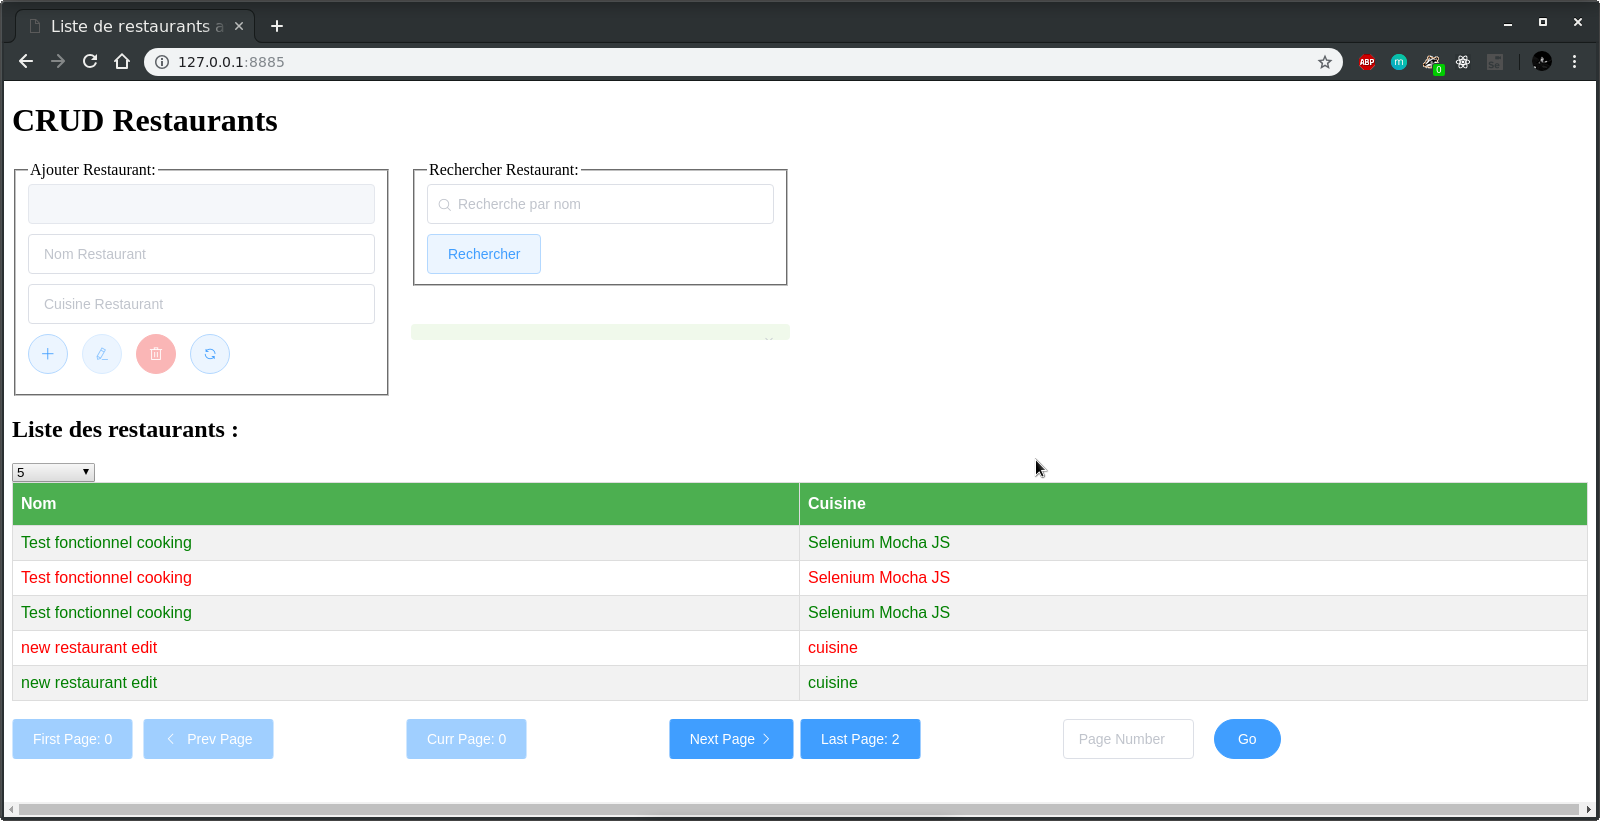 Liste de restaurants a
127.0.0.1:8885
ABP
m
0
CRUD Restaurants
Ajouter Restaurant:
Rechercher Restaurant:
Recherche par nom
Nom Restaurant
Rechercher
Cuisine Restaurant
Liste des restaurants :
5
Nom Cuisine
Test fonctionnel cooking Selenium Mocha JS
Test fonctionnel cooking Selenium Mocha JS
Test fonctionnel cooking Selenium Mocha JS
new restaurant edit cuisine
new restaurant edit cuisine
First Page: 0 Prev Page Curr Page: 0 Next Page Last Page: 2 Page Number Go